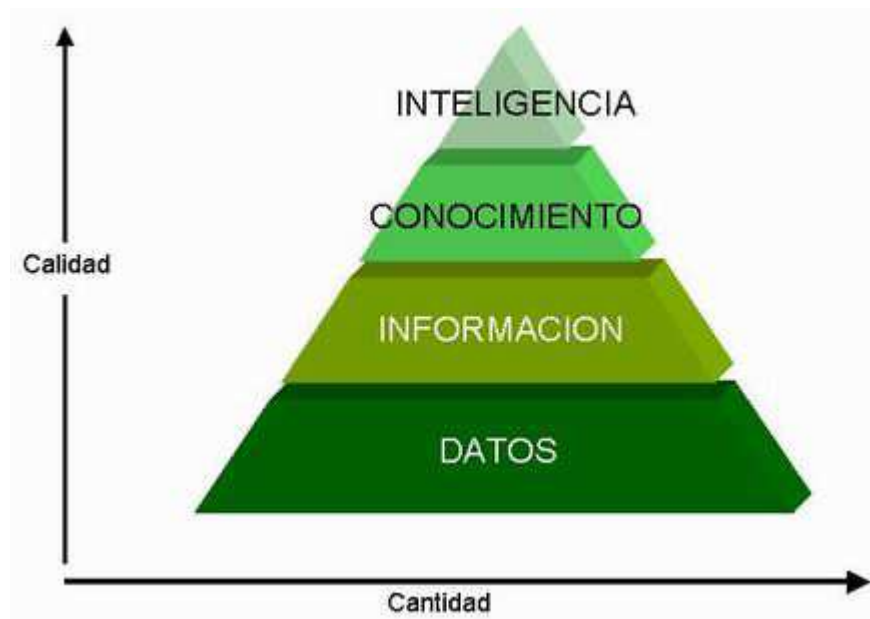 INTELIGENCIA
CONOCIMIENTO
Calidad
INFORMACION
DATOS
Cantidad